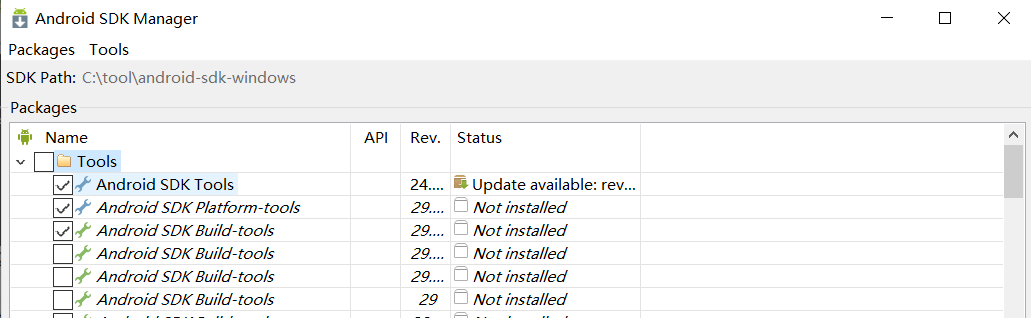 Android SDK Manager
Packages Tools
SDK Path: C:\tool\android-sdk-windows
Packages
Name API Rev. Status
Tools
Android SDK Tools 24.... Update available: rev...
Android SDK Platform-tools 29.... Not installed
Android SDK Build-tools 29.... Not installed
Android SDK Build-tools 29.... Not installed
Android SDK Build-tools 29.... Not installed
Android SDK Build-tools 29 Not installed